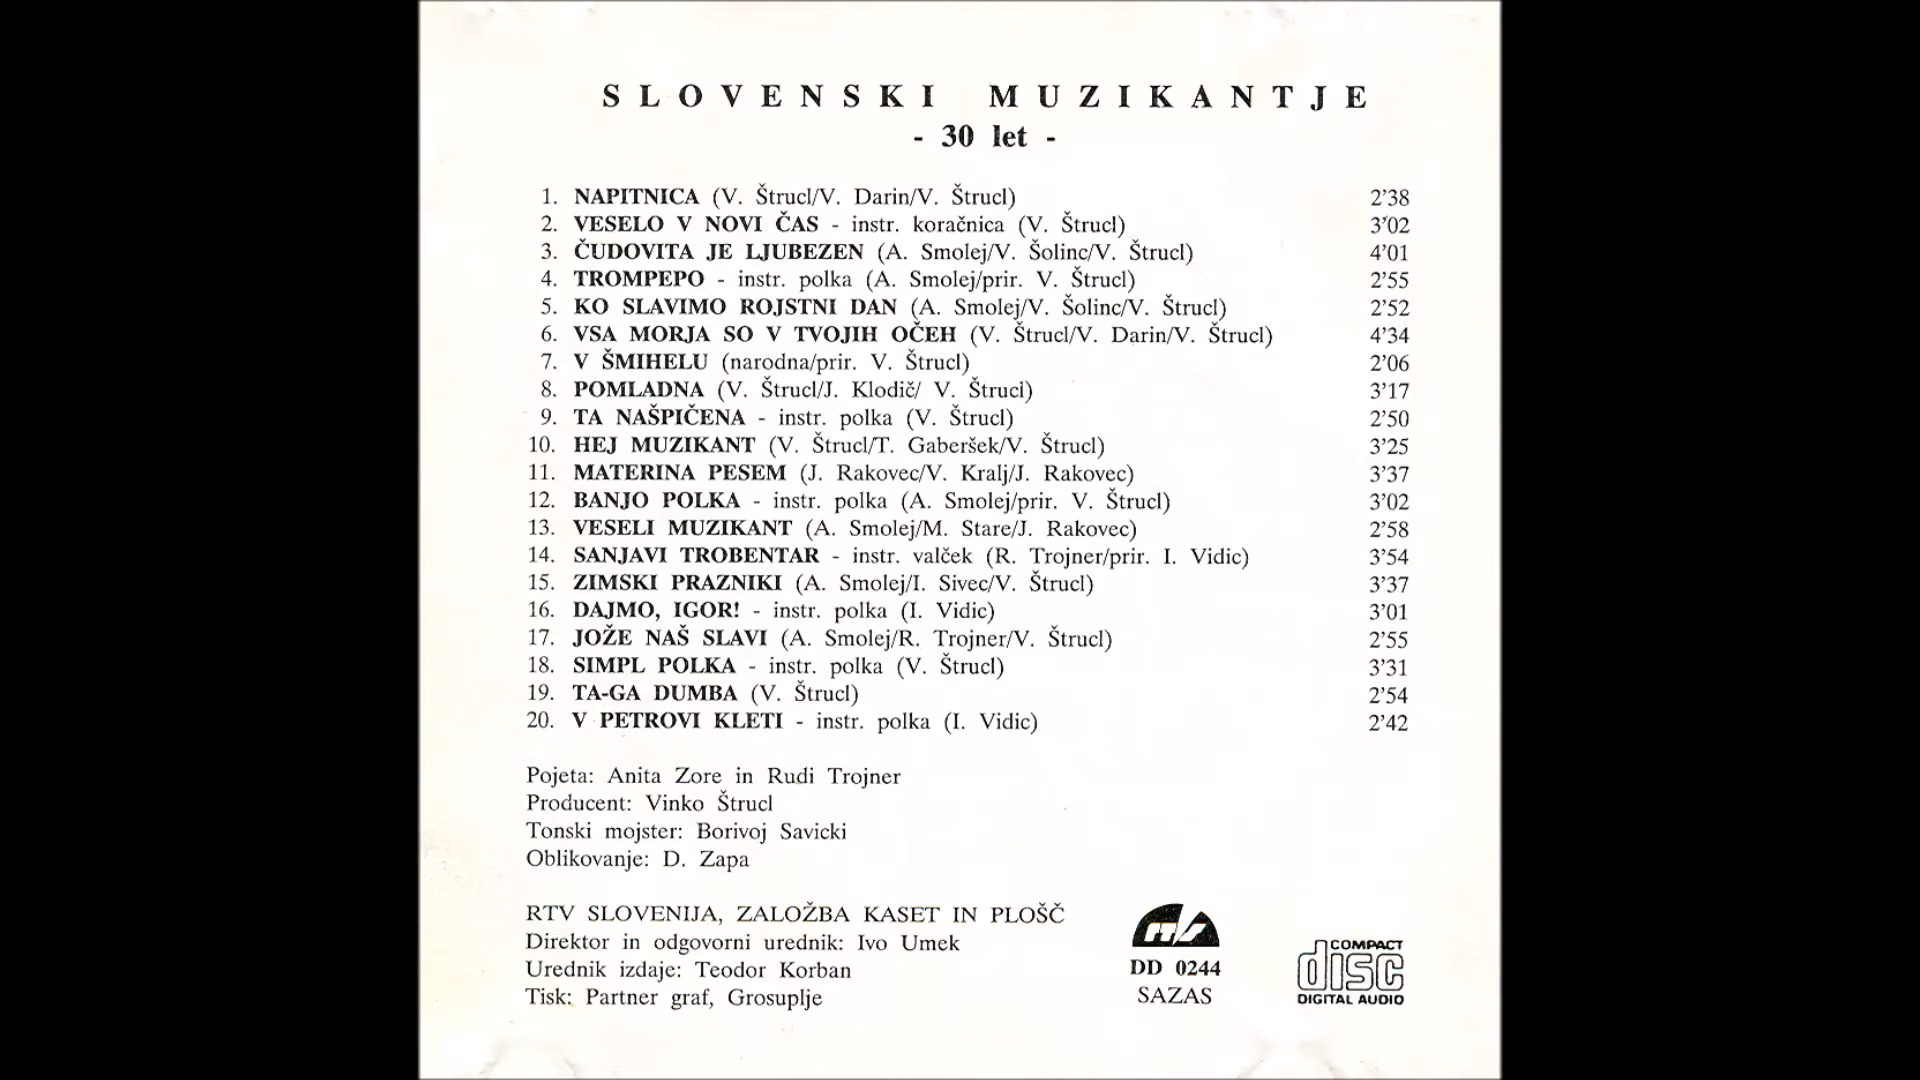 SLOVENSKI MUZIKANTJE
- 30 let -
1. NAPITNICA (V. Štrucl/V. Darin/V. Štrucl) 2’38
2. VESELO V NOVI ČAS - instr. koračnica (V. Štrucl) 3’02
3. ČUDOVITA JE LJUBEZEN (A. Smolej/V. Šolinc/V. Štrucl) 4’01
4. TROMPEPO - instr. polka (A. Smolej/prir. V. Štrucl) 2’55
5. KO SLAVIMO ROJSTNI DAN (A. Smolej/V. Šolinc/V. Štrucl) 2’52
6. VSA MORJA SO V TVOJIH OČEH (V. Štrucl/V. Darin/V. Štrucl) 4’34
7. V ŠMIHELU (narodna/prir. V. Štrucl) 2’06
8. POMLADNA (V. Štrucl/J. Klodič/ V. Štrucl) 3’17
9. TA NAŠPIČENA - instr. polka (V. Štrucl) 2’50
10. HEJ MUZIKANT (V. Štrucl/T. Gaberšek/V. Štrucl) 3’25
11. MATERINA PESEM (J. Rakovec/V. Kralj/J. Rakovec) 3’37
12. BANJO POLKA - instr. polka (A. Smolej/prir. V. Štrucl) 3’02
13. VESELI MUZIKANT (A. Smolej/M. Stare/J. Rakovec) 2’58
14. SANJAVI TROBENTAR - instr. valček (R. Trojner/prir. I. Vidic) 3’54
15. ZIMSKI PRAZNIKI (A. Smolej/I. Sivec/V. Štrucl) 3’37
16. DAJMO, IGOR! - instr. polka (I. Vidic) 3’01
17. JOŽE NAŠ SLAVI (A. Smolej/R. Trojner/V. Štrucl) 2’55
18. SIMPL POLKA - instr. polka (V. Štrucl) 3’31
19. TA-GA DUMBA (V. Štrucl) 2’54
20. V PETROVI KLETI - instr. polka (I. Vidic) 2’42
Pojeta: Anita Zore in Rudi Trojner
Producent: Vinko Štrucl
Tonski mojster: Borivoj Savicki
Oblikovanje: D. Zapa
RTV SLOVENIJA, ZALOŽBA KASET IN PLOŠČ
Direktor in odgovorni urednik: Ivo Umek
Urednik izdaje: Teodor Korban
Tisk: Partner graf, Grosuplje
DD 0244
SAZAS
COMPACT
disc
DIGITAL AUDIO